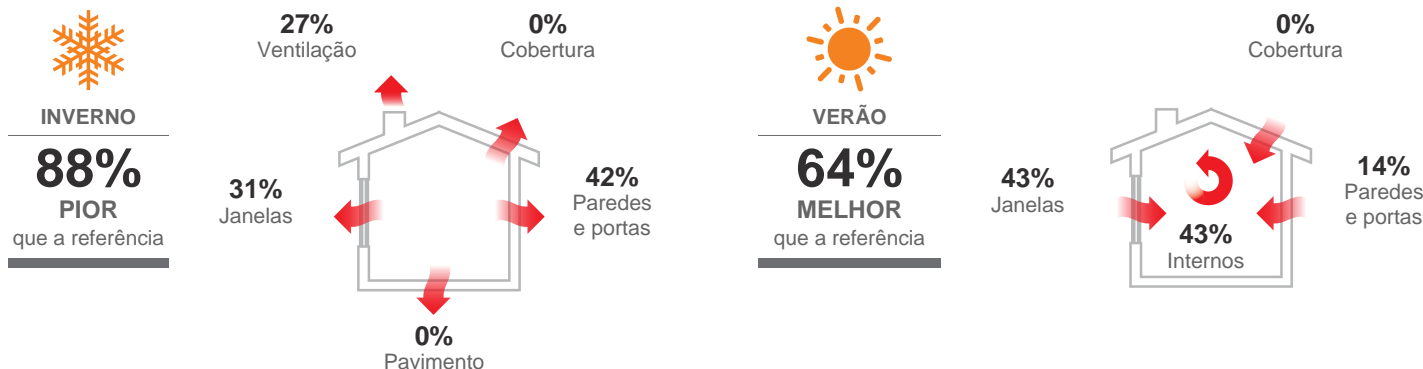 INVERNO
88%
PIOR
que a referência
27%
Ventilação
0%
Cobertura
31%
Janelas
42%
Paredes
e portas
0%
Pavimento
VERÃO
64%
MELHOR
que a referência
0%
Cobertura
43%
Janelas
14%
Paredes
e portas
43%
Internos